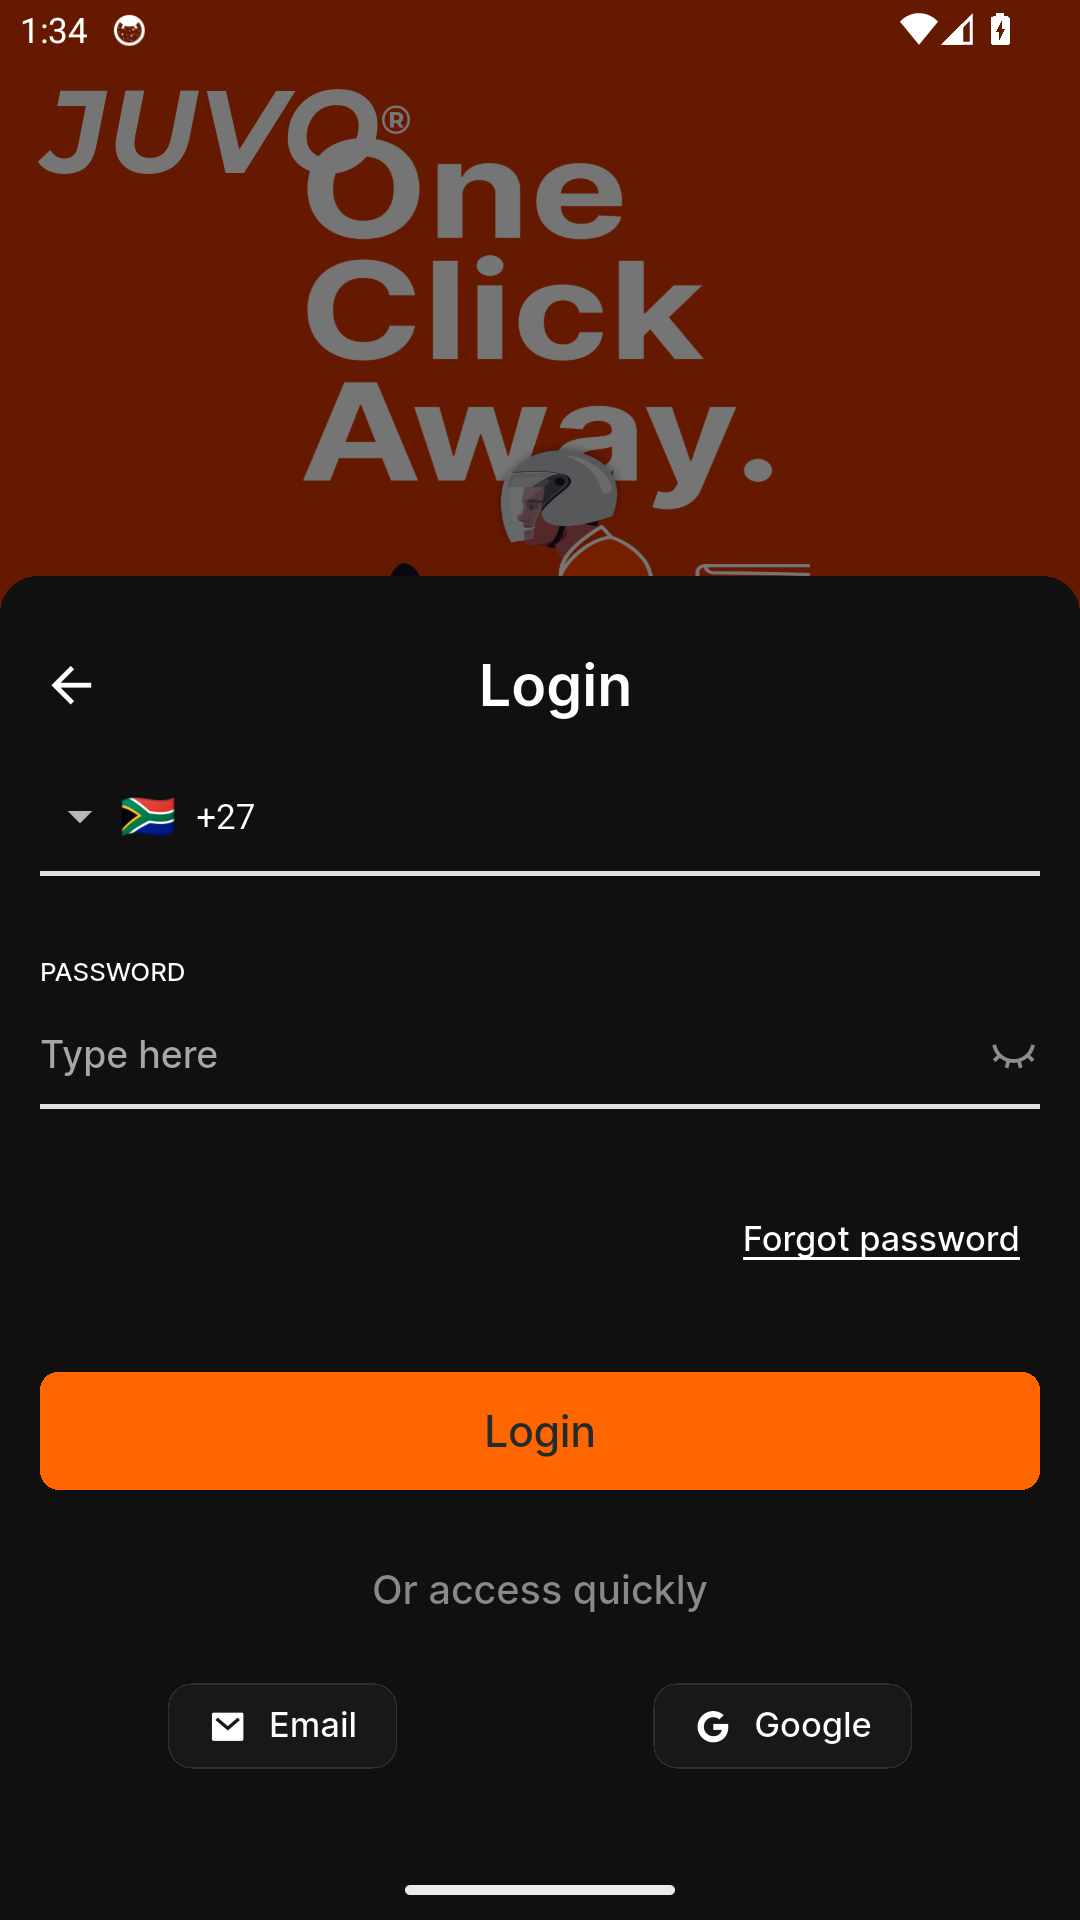 1:34
JUVO®
One
Click
Away.
Login
+27
PASSWORD
Type here
Forgot password
Login
Or access quickly
Email
Google